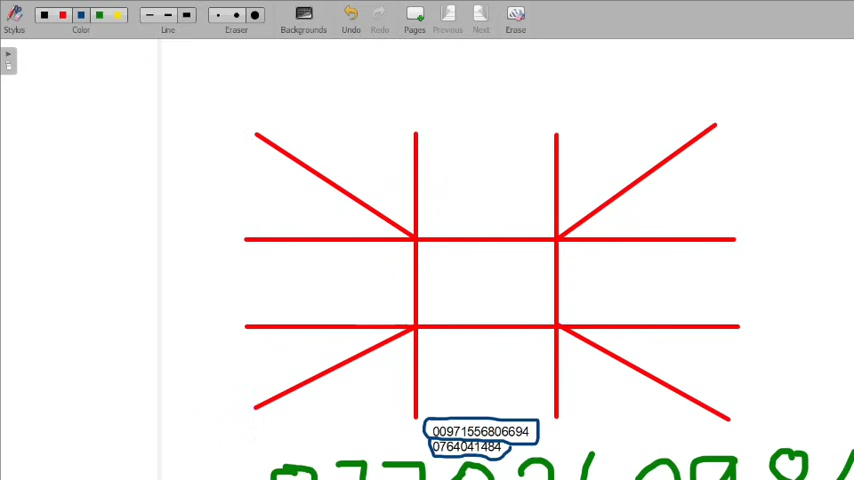 Stylus
Color
Line
Eraser
Backgrounds
Undo
Redo
Pages
Previous
Next
Erase
00971556806694
0764041484